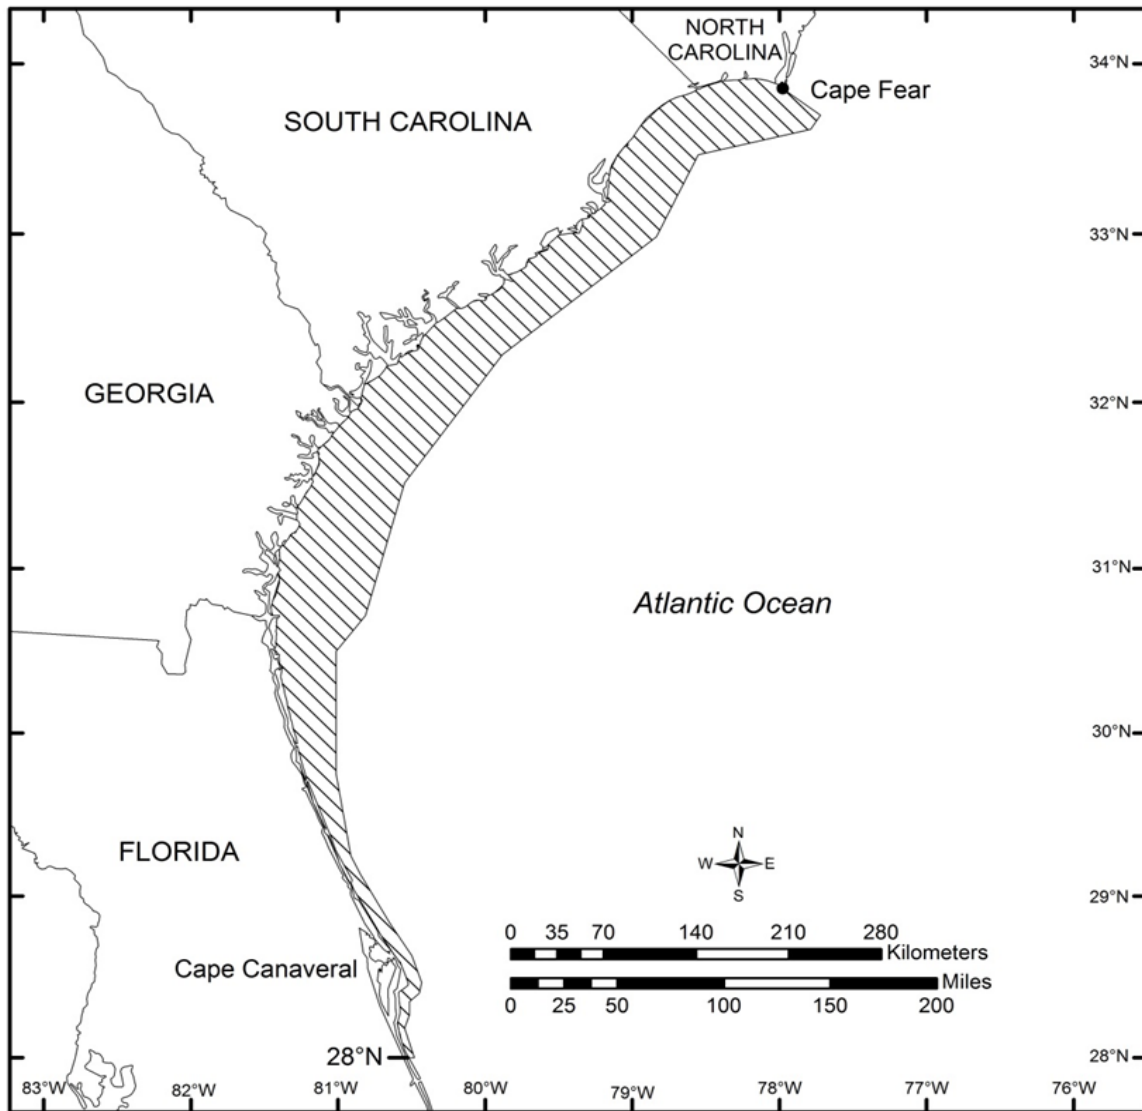 NORTH
CAROLINA
34°N
Cape Fear
SOUTH CAROLINA
33°N
GEORGIA
32°N
31°N
Atlantic Ocean
30°N
N
W E
S
FLORIDA
29°N
0 35 70 140 210 280
Kilometers
Cape Canaveral
Miles
0 25 50 100 150 200
28°N
28°N
83°W 82°W 81°W 80°W 79°W 78°W 77°W 76°W